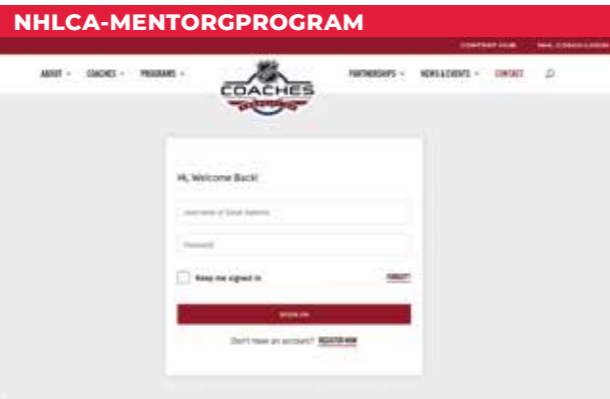 NHLCA-MENTORGPROGRAM
CONTENT HUB NHL COACH LOGIN
ABOUT COACHES PROGRAMS
COACHES
PARTNERSHIPS NEWS & EVENTS CONTACT
Hi, Welcome Back!
Username or Email Address
Password
Keep me signed in FORGOT?
SIGN IN
Don't have an account? REGISTER NOW